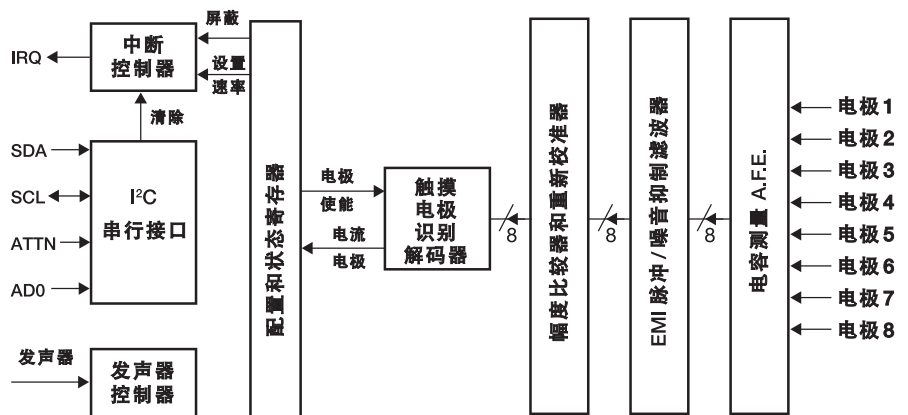 屏蔽
中断
控制器
IRQ
设置
速率
清除
SDA
SCL
ATTN
AD0
I²C
串行接口
发声器
发声器
控制器
配置和状态寄存器
电极
使能
电流
电极
触摸
电极
识别
解码器
8
幅度比较器和重新校准器
8
EMI 脉冲/噪音抑制滤波器
8
电容测量 A.F.E.
电极1
电极2
电极3
电极4
电极5
电极6
电极7
电极8